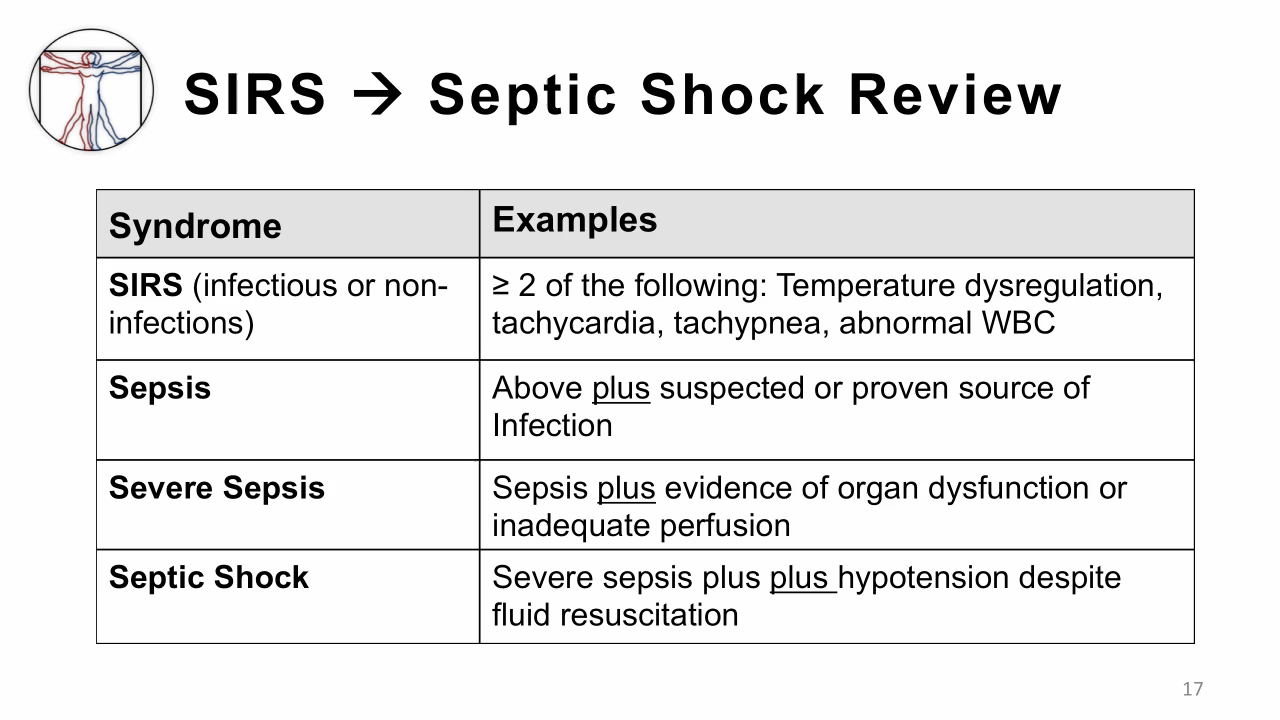 SIRS → Septic Shock Review
Syndrome
Examples
SIRS (infectious or non-
infections)
≥ 2 of the following: Temperature dysregulation,
tachycardia, tachypnea, abnormal WBC
Sepsis
Above plus suspected or proven source of
Infection
Severe Sepsis
Sepsis plus evidence of organ dysfunction or
inadequate perfusion
Septic Shock
Severe sepsis plus plus hypotension despite
fluid resuscitation
17